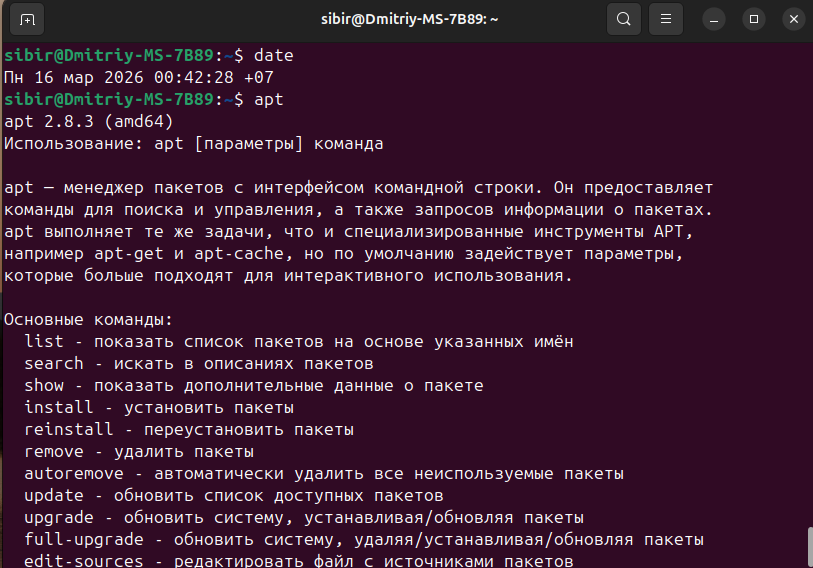 sibir@Dmitriy-MS-7B89: ~
sibir@Dmitriy-MS-7B89:~$ date
Пн 16 мар 2026 00:42:28 +07
sibir@Dmitriy-MS-7B89:~$ apt
apt 2.8.3 (amd64)
Использование: apt [параметры] команда
apt — менеджер пакетов с интерфейсом командной строки. Он предоставляет
команды для поиска и управления, а также запросов информации о пакетах.
apt выполняет те же задачи, что и специализированные инструменты APT,
например apt-get и apt-cache, но по умолчанию задействует параметры,
которые больше подходят для интерактивного использования.
Основные команды:
list - показать список пакетов на основе указанных имён
search - искать в описаниях пакетов
show - показать дополнительные данные о пакете
install - установить пакеты
reinstall - переустановить пакеты
remove - удалить пакеты
autoremove - автоматически удалить все неиспользуемые пакеты
update - обновить список доступных пакетов
upgrade - обновить систему, устанавливая/обновляя пакеты
full-upgrade - обновить систему, удаляя/устанавливая/обновляя пакеты
edit-sources - редактировать файл с источниками пакетов